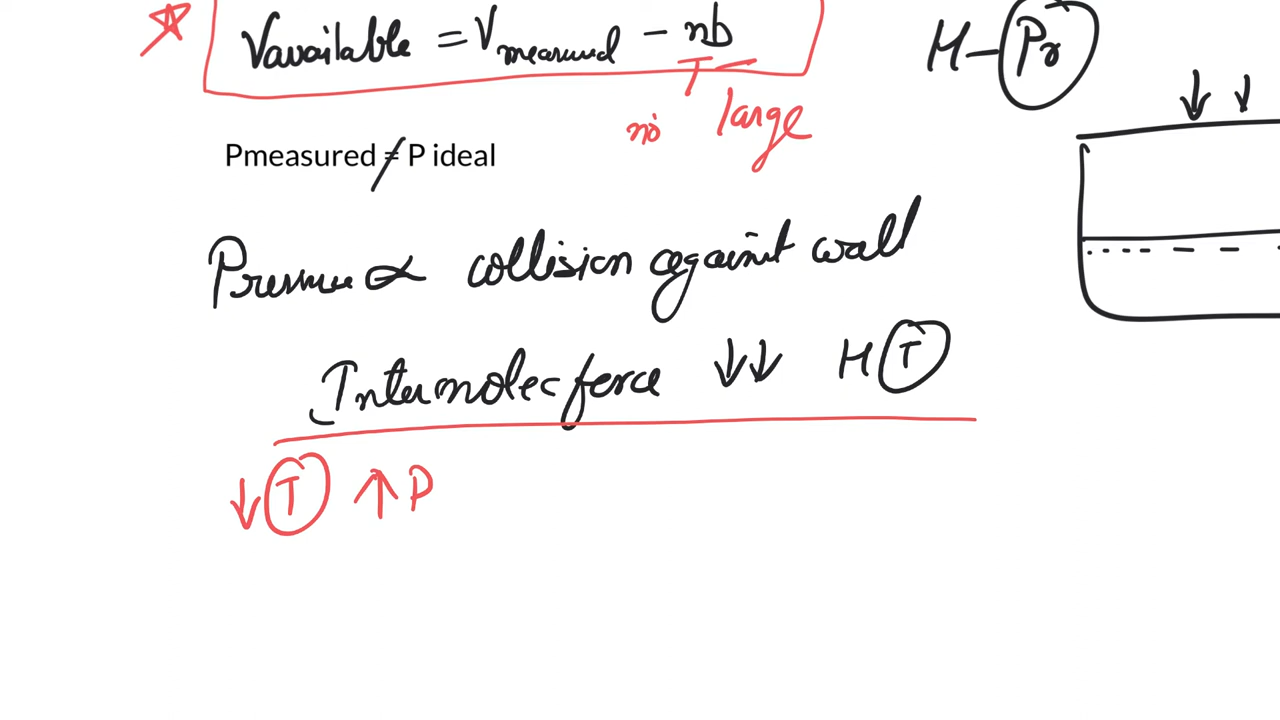 Vavailable = Vmeasured - nb
no large
Pmeasured ≠ P ideal
Pressure ∝ collision against wall
Intermolec force ↓↓ H T
↓ T ↑ P
H-Pr
↓ ↓